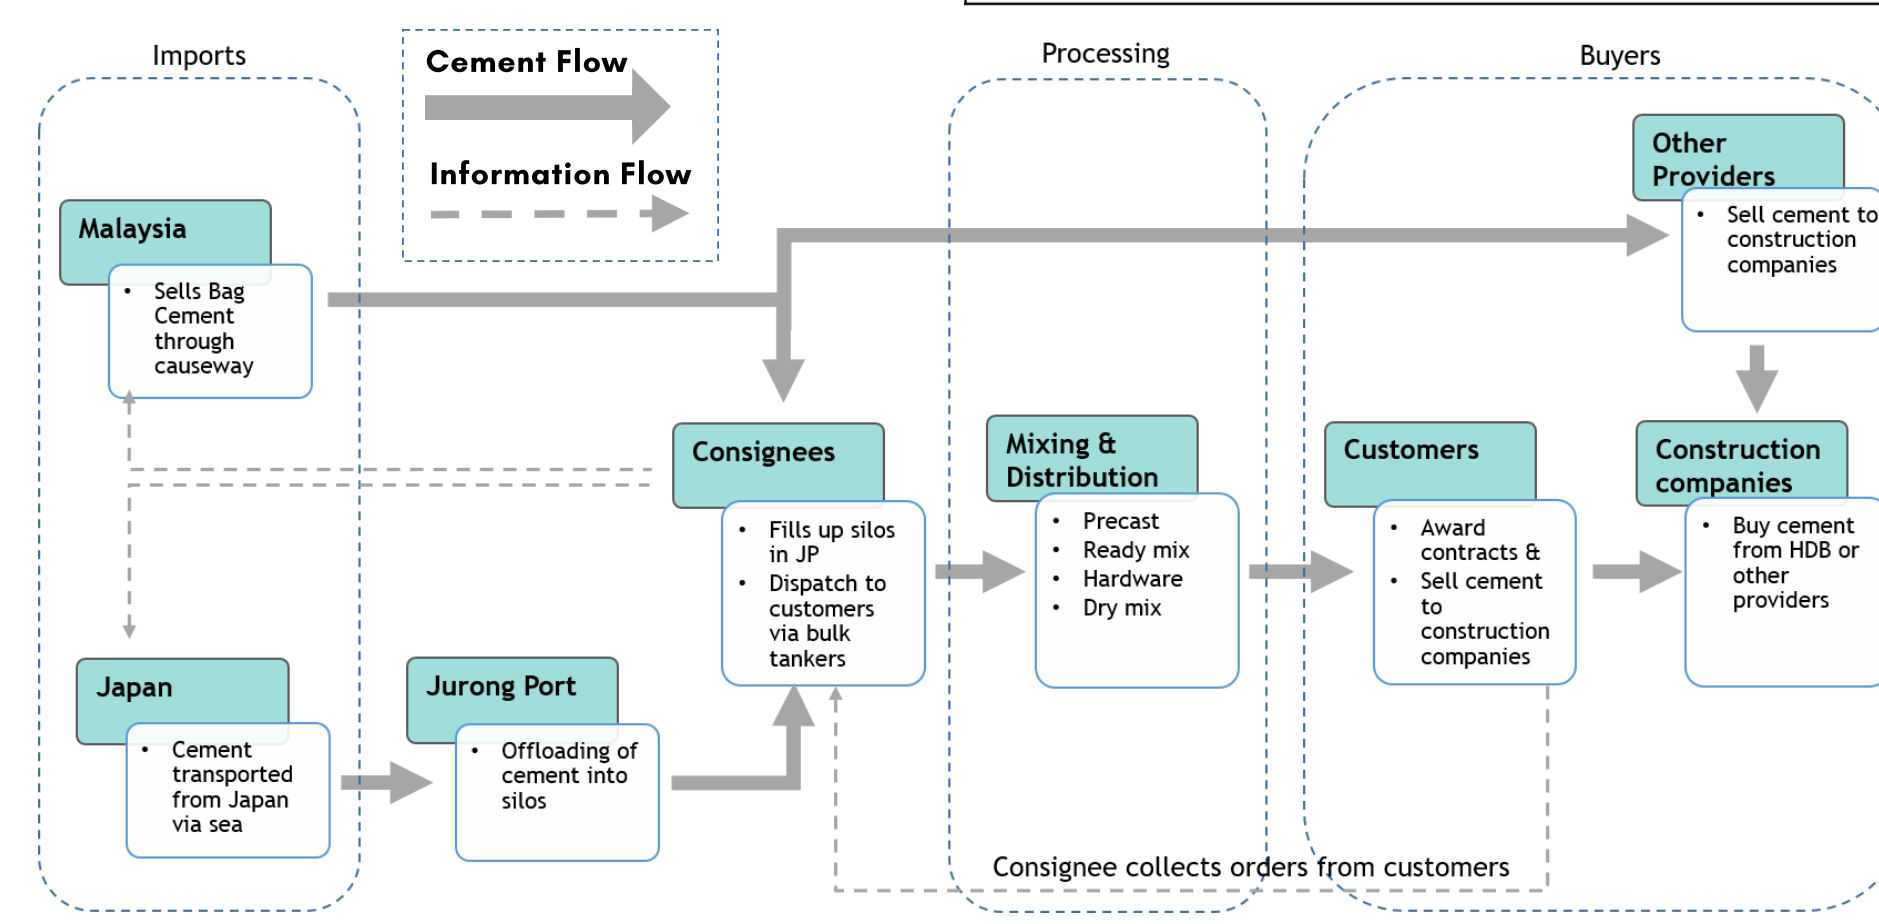 Imports
Cement Flow
Information Flow
Processing
Buyers
Malaysia
• Sells Bag
Cement
through
causeway
Other
Providers
• Sell cement to
construction
companies
Consignees
• Fills up silos
in JP
• Dispatch to
customers
via bulk
tankers
Mixing &
Distribution
• Precast
• Ready mix
• Hardware
• Dry mix
Customers
• Award
contracts &
• Sell cement
to
construction
companies
Construction
companies
• Buy cement
from HDB or
other
providers
Japan
• Cement
transported
from Japan
via sea
Jurong Port
• Offloading of
cement into
silos
Consignee collects orders from customers